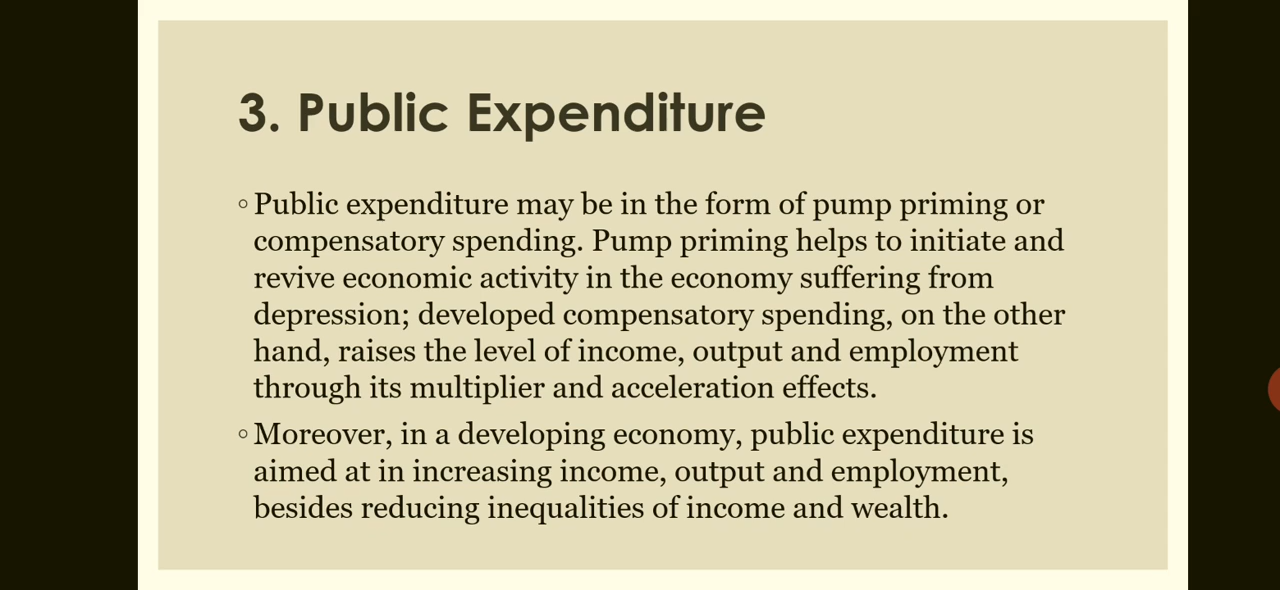 3. Public Expenditure
◦ Public expenditure may be in the form of pump priming or
compensatory spending. Pump priming helps to initiate and
revive economic activity in the economy suffering from
depression; developed compensatory spending, on the other
hand, raises the level of income, output and employment
through its multiplier and acceleration effects.
◦ Moreover, in a developing economy, public expenditure is
aimed at in increasing income, output and employment,
besides reducing inequalities of income and wealth.